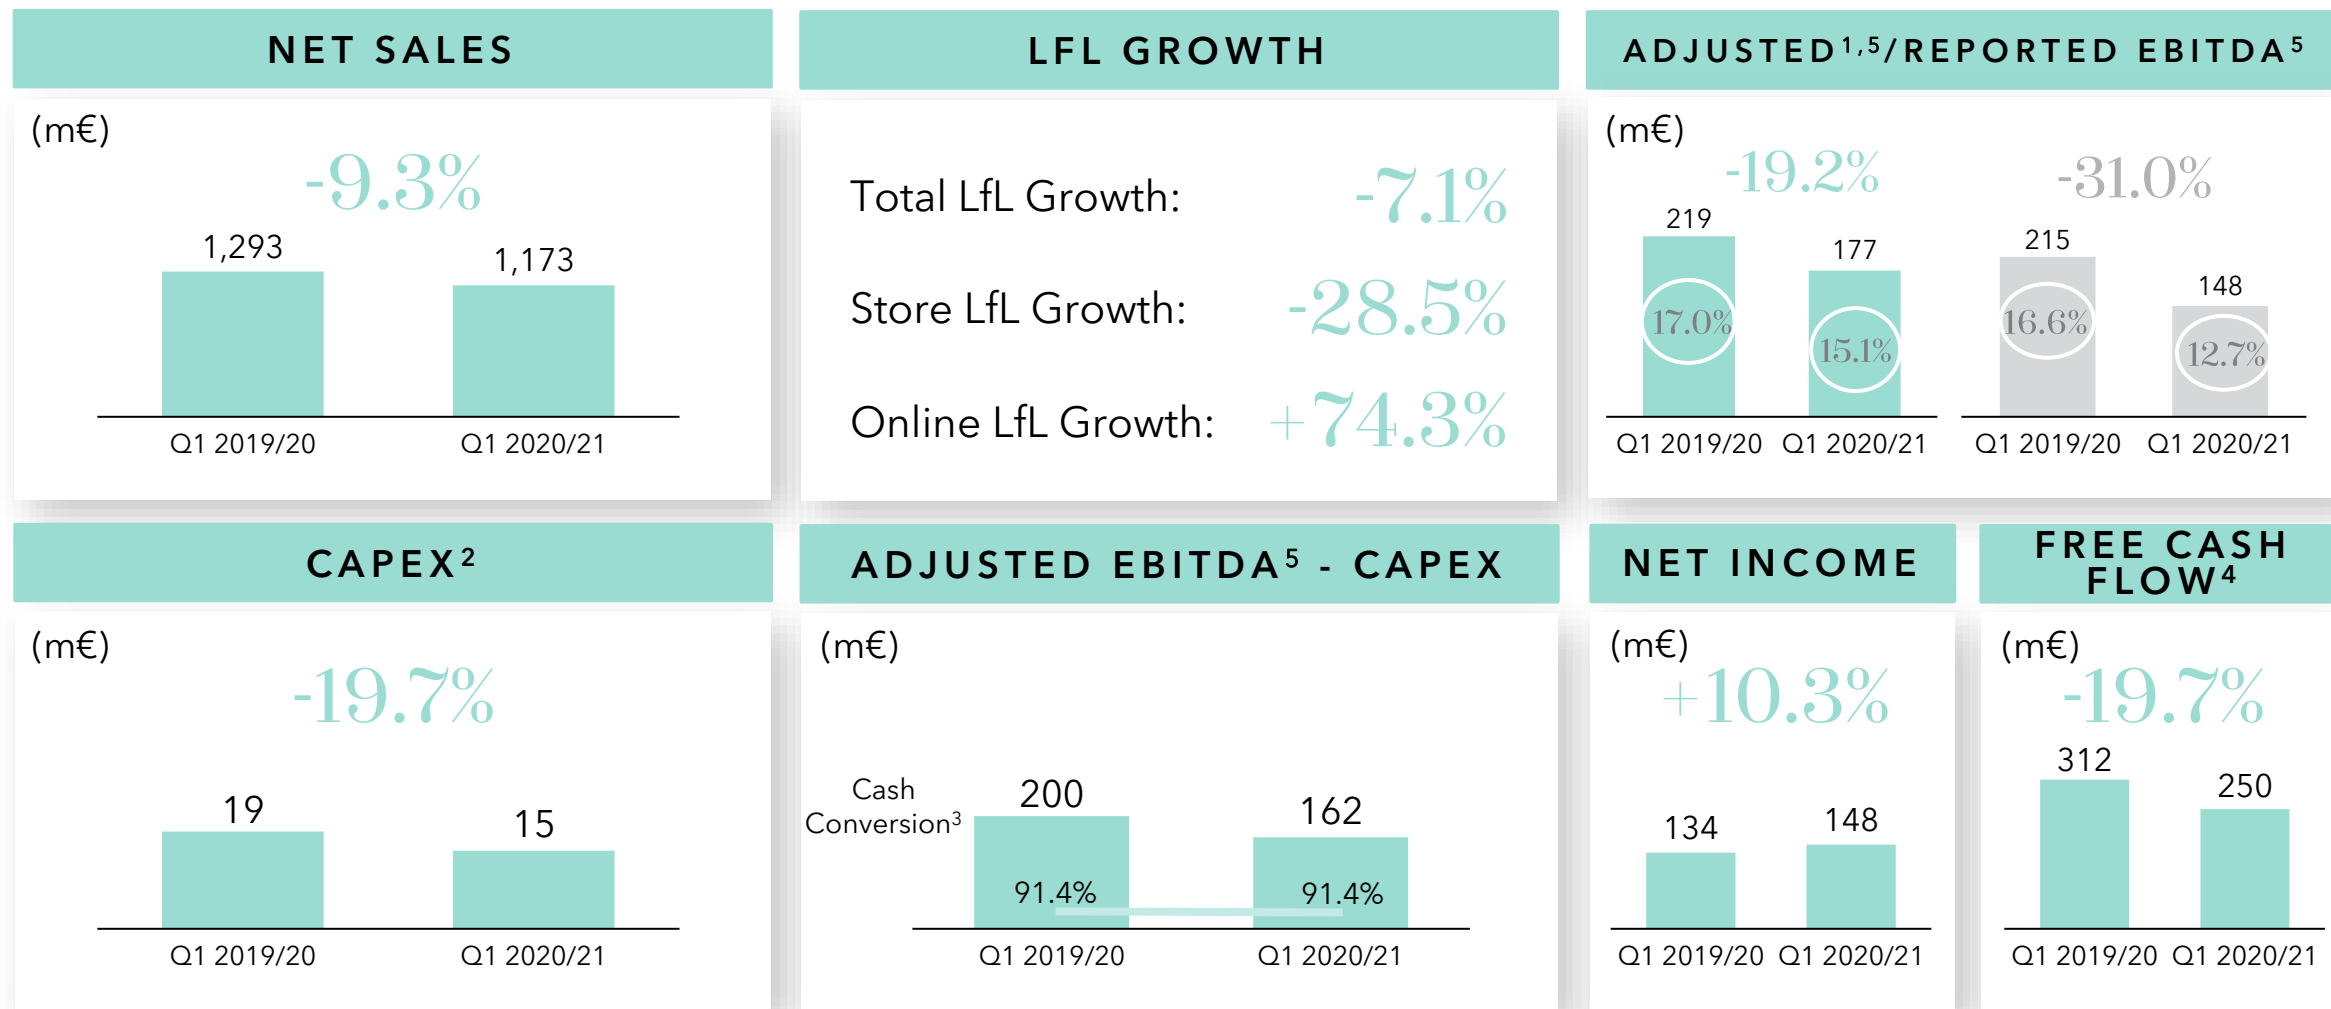 NET SALES
(m€)
-9.3%
1,293
1,173
Q1 2019/20
Q1 2020/21
LFL GROWTH
Total LfL Growth: -7.1%
Store LfL Growth: -28.5%
Online LfL Growth: +74.3%
ADJUSTED¹,⁵/REPORTED EBITDA⁵
(m€)
-19.2%
-31.0%
219
177
215
148
17.0%
15.1%
16.6%
12.7%
Q1 2019/20
Q1 2020/21
Q1 2019/20
Q1 2020/21
CAPEX²
(m€)
-19.7%
19
15
Q1 2019/20
Q1 2020/21
ADJUSTED EBITDA⁵ - CAPEX
(m€)
Cash
Conversion³
200
162
91.4%
91.4%
Q1 2019/20
Q1 2020/21
NET INCOME
(m€)
+10.3%
134
148
Q1 2019/20
Q1 2020/21
FREE CASH
FLOW⁴
(m€)
-19.7%
312
250
Q1 2019/20
Q1 2020/21